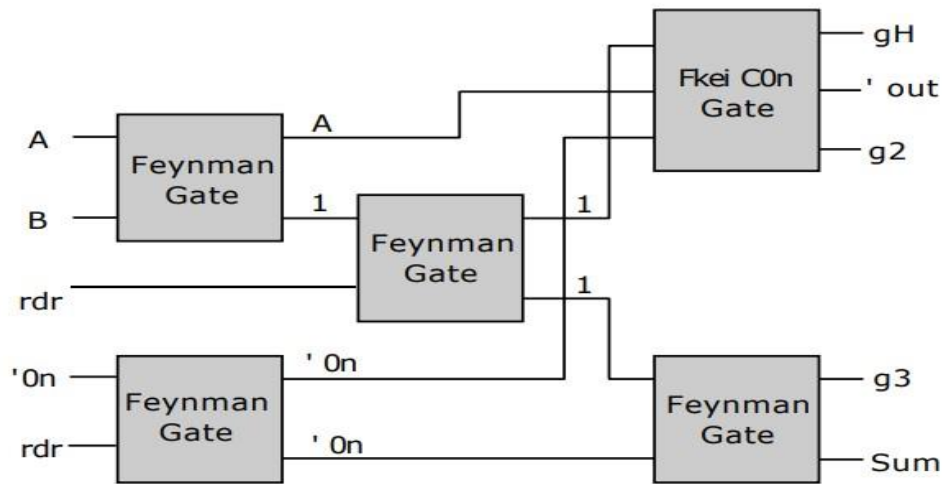 gH
Fkei C0n
Gate
' out
A
A
g2
Feynman
Gate
B
1
1
Feynman
Gate
rdr
1
'0n
' 0n
g3
Feynman
Gate
Feynman
Gate
rdr
' 0n
Sum